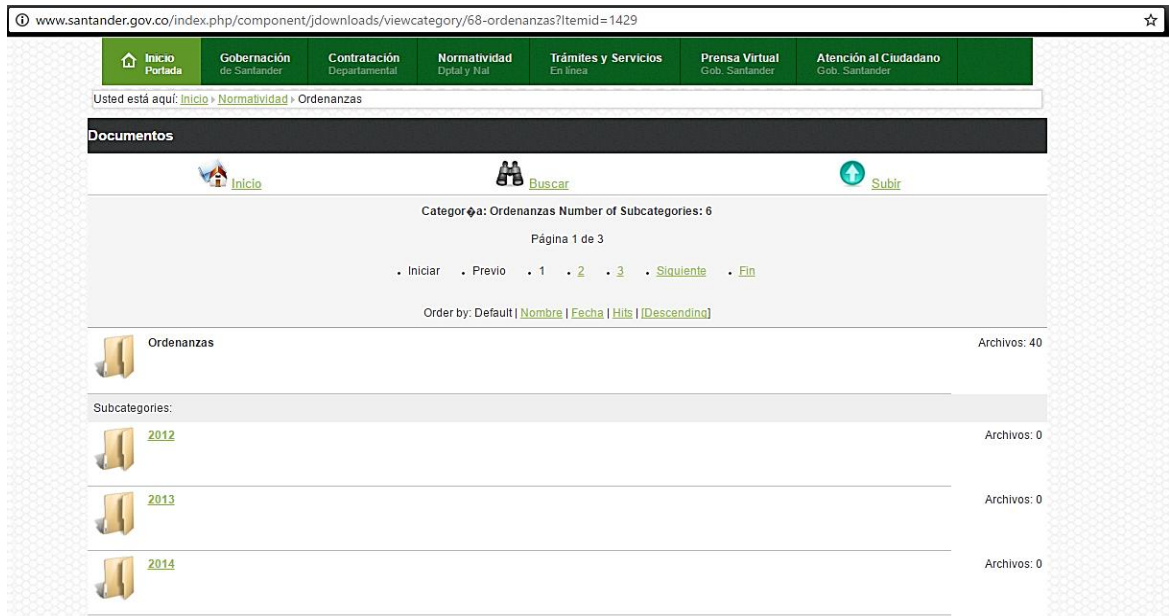 www.santander.gov.co/index.php/component/jdownloads/viewcategory/68-ordenanzas?Itemid=1429
Inicio Gobernación Contratación Normatividad Trámites y Servicios Prensa Virtual Atención al Ciudadano
Portada de Santander Departamental Dptal y Nal En línea Gob. Santander Gob. Santander
Usted está aquí: Inicio Normatividad Ordenanzas
Documentos
Inicio Buscar Subir
Categor�a: Ordenanzas Number of Subcategories: 6
Página 1 de 3
• Iniciar • Previo • 1 • 2 • 3 • Siguiente • Fin
Order by: Default | Nombre | Fecha | Hits | [Descending]
Ordenanzas Archivos: 40
Subcategories:
2012 Archivos: 0
2013 Archivos: 0
2014 Archivos: 0